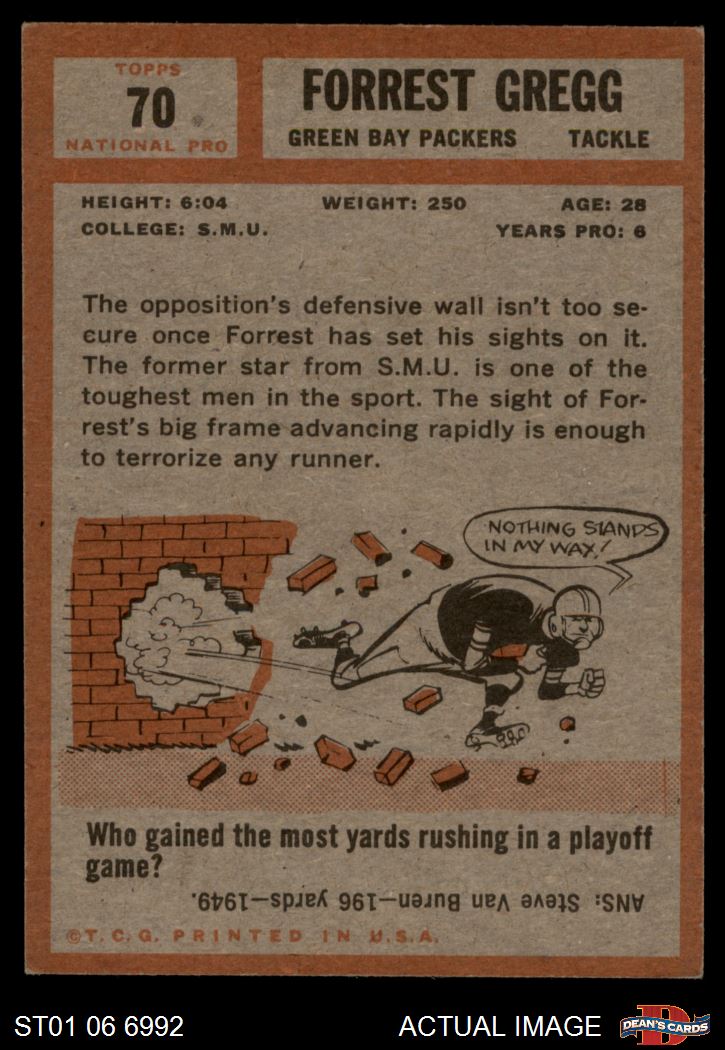 TOPPS
70
NATIONAL PRO
FORREST GREGG
GREEN BAY PACKERS TACKLE
HEIGHT: 6:04 WEIGHT: 250 AGE: 28
COLLEGE: S.M.U. YEARS PRO: 6
The opposition's defensive wall isn't too se-
cure once Forrest has set his sights on it.
The former star from S.M.U. is one of the
toughest men in the sport. The sight of For-
rest's big frame advancing rapidly is enough
to terrorize any runner.
NOTHING STANDS
IN MY WAY!
Who gained the most yards rushing in a playoff
game?
ANS: Steve Van Buren—196 yards—1949.
©T.C.G. PRINTED IN U.S.A.
ST01 06 6992 ACTUAL IMAGE
D
DEAN'S CARDS